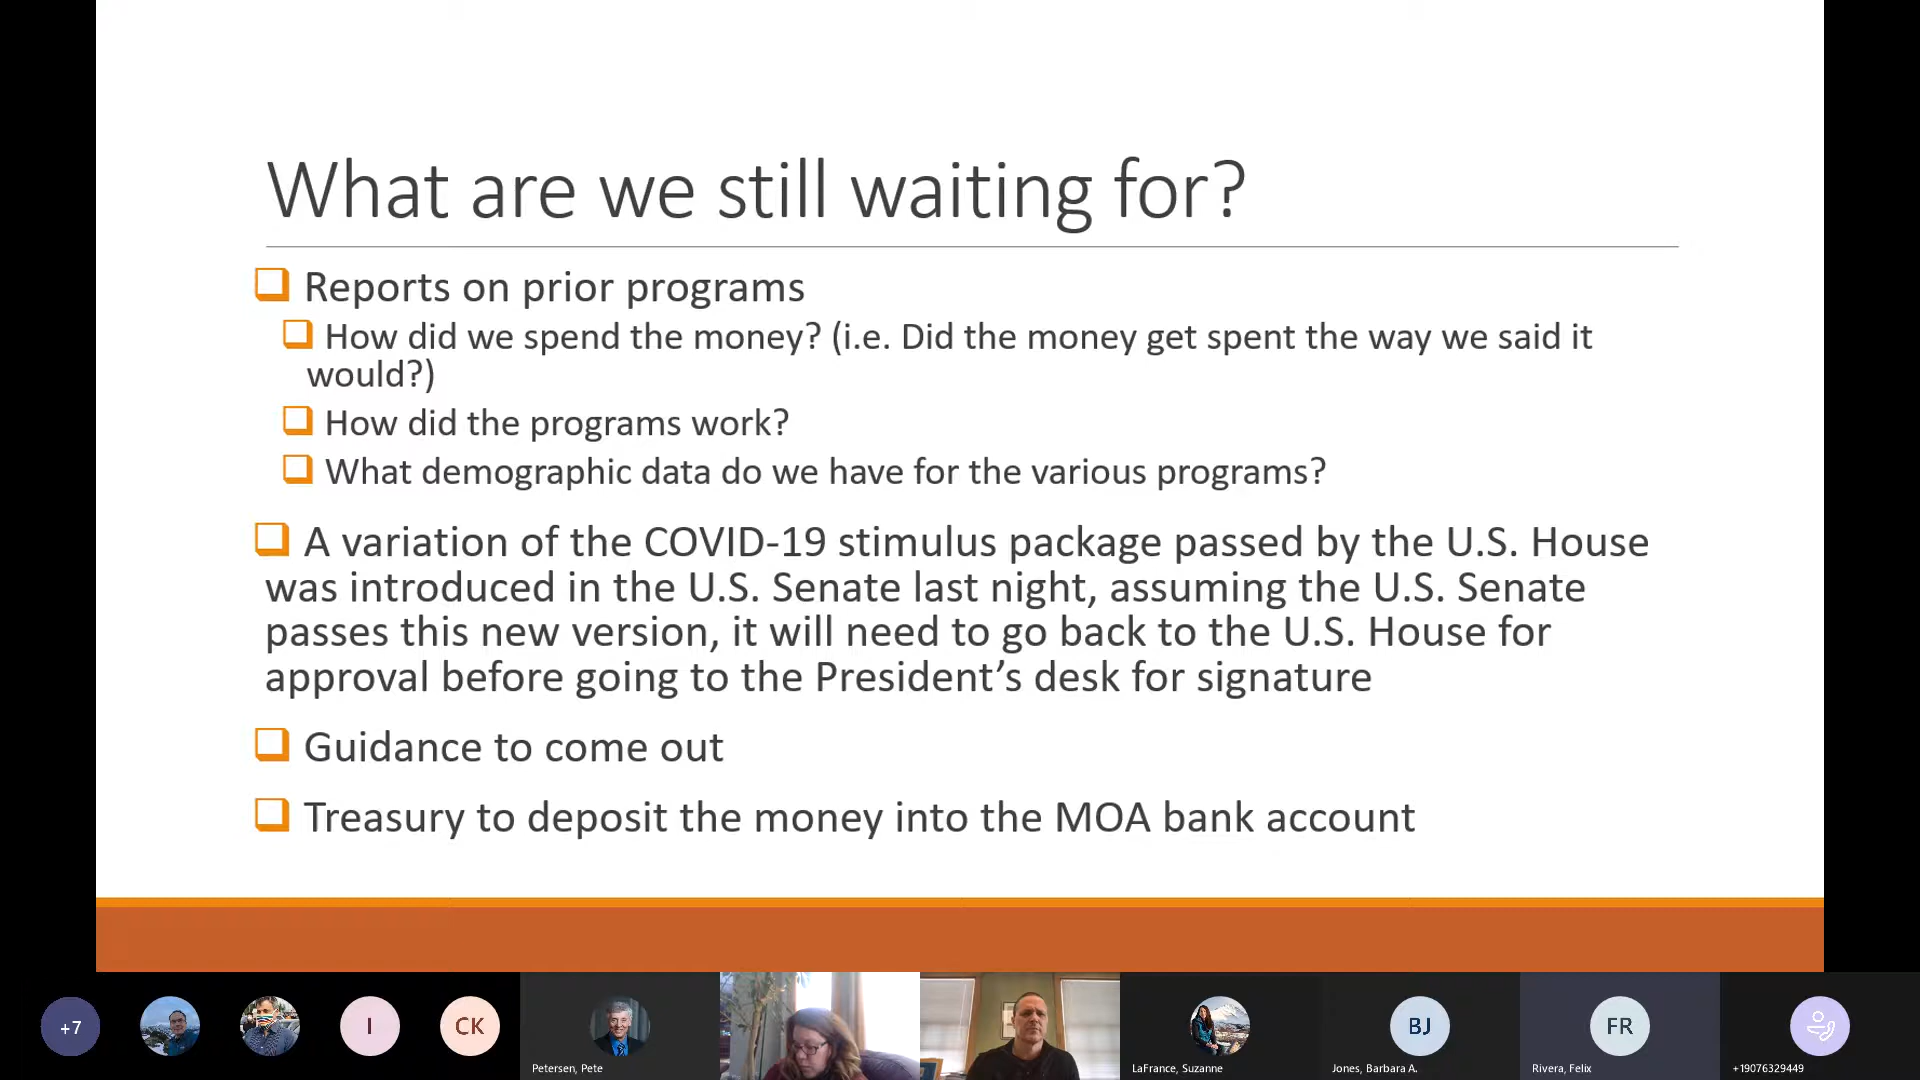 What are we still waiting for?
Reports on prior programs
How did we spend the money? (i.e. Did the money get spent the way we said it
would?)
How did the programs work?
What demographic data do we have for the various programs?
A variation of the COVID-19 stimulus package passed by the U.S. House
was introduced in the U.S. Senate last night, assuming the U.S. Senate
passes this new version, it will need to go back to the U.S. House for
approval before going to the President’s desk for signature
Guidance to come out
Treasury to deposit the money into the MOA bank account
+7
I
CK
BJ
FR
Petersen, Pete
LaFrance, Suzanne
Jones, Barbara A.
Rivera, Felix
+19076329449